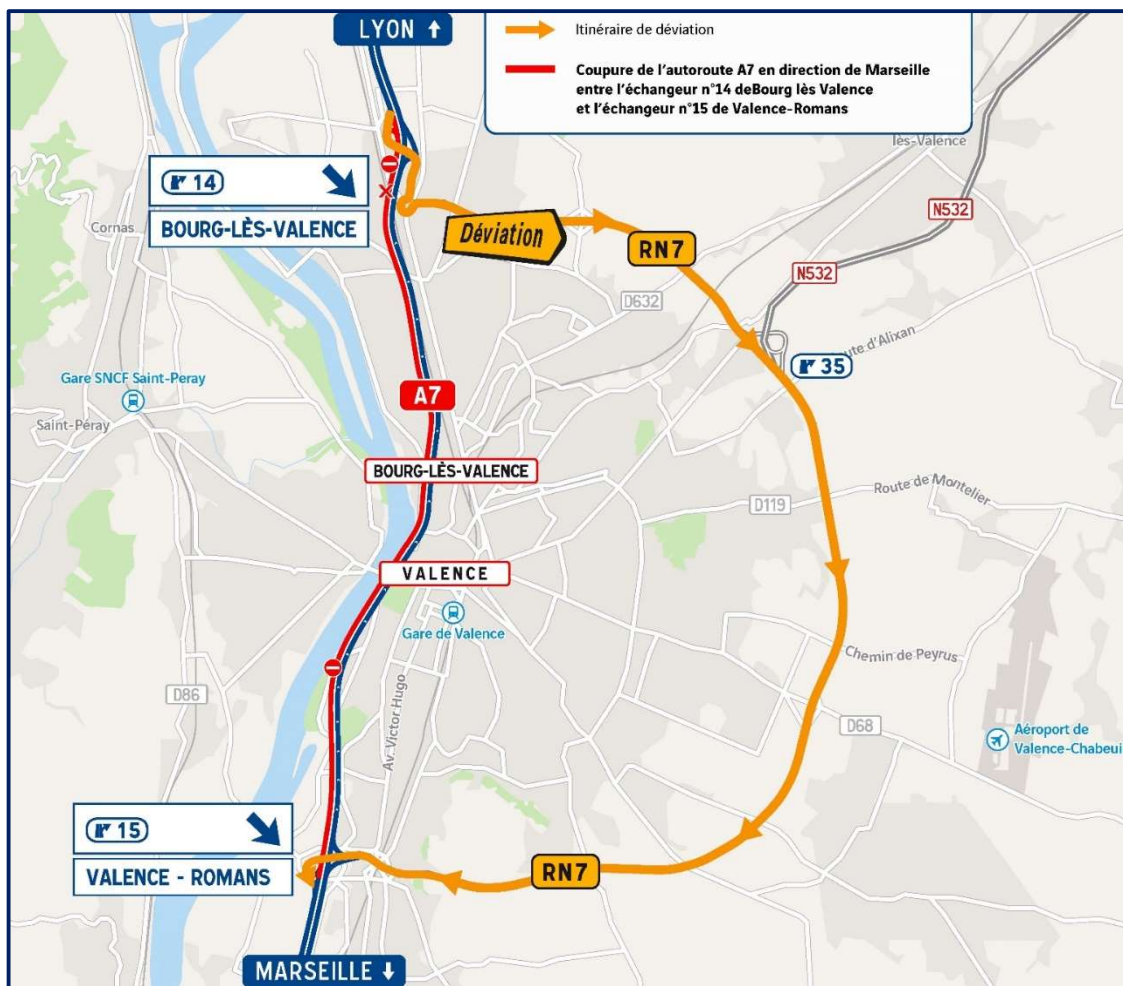 LYON ↑
Itinéraire de déviation
Coupure de l'autoroute A7 en direction de Marseille
entre l'échangeur n°14 deBourg lès Valence
et l'échangeur n°15 de Valence-Romans
lès-Valence
14
BOURG-LÈS-VALENCE
Cornas
N532
Déviation
RN7
N532
D632
35
Route d'Alixan
Gare SNCF Saint-Peray
A7
Saint-Péray
BOURG-LÈS-VALENCE
Route de Montelier
D119
VALENCE
Gare de Valence
Chemin de Peyrus
D86
Av. Victor Hugo
D68
Aéroport de
Valence-Chabeuil
15
VALENCE - ROMANS
RN7
MARSEILLE ↓